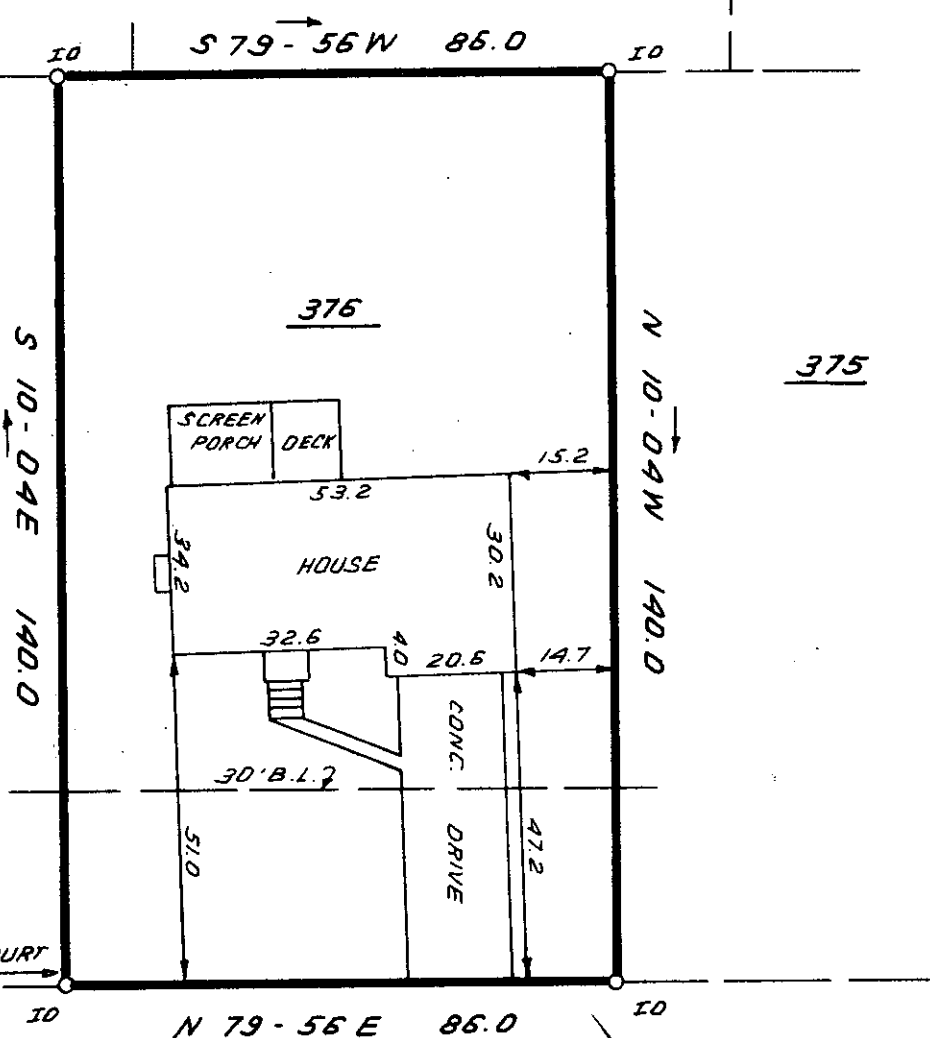 S 79-56 W 86.0
IO
IO
376
375
S 10-04E 140.0
N 10-04W 140.0
SCREEN
PORCH
DECK
15.2
53.2
34.2
HOUSE
30.2
32.6
4.0
20.6
14.7
CONC. DRIVE
30' B.L.
51.0
47.2
URT
IO
IO
N 79-56 E 86.0